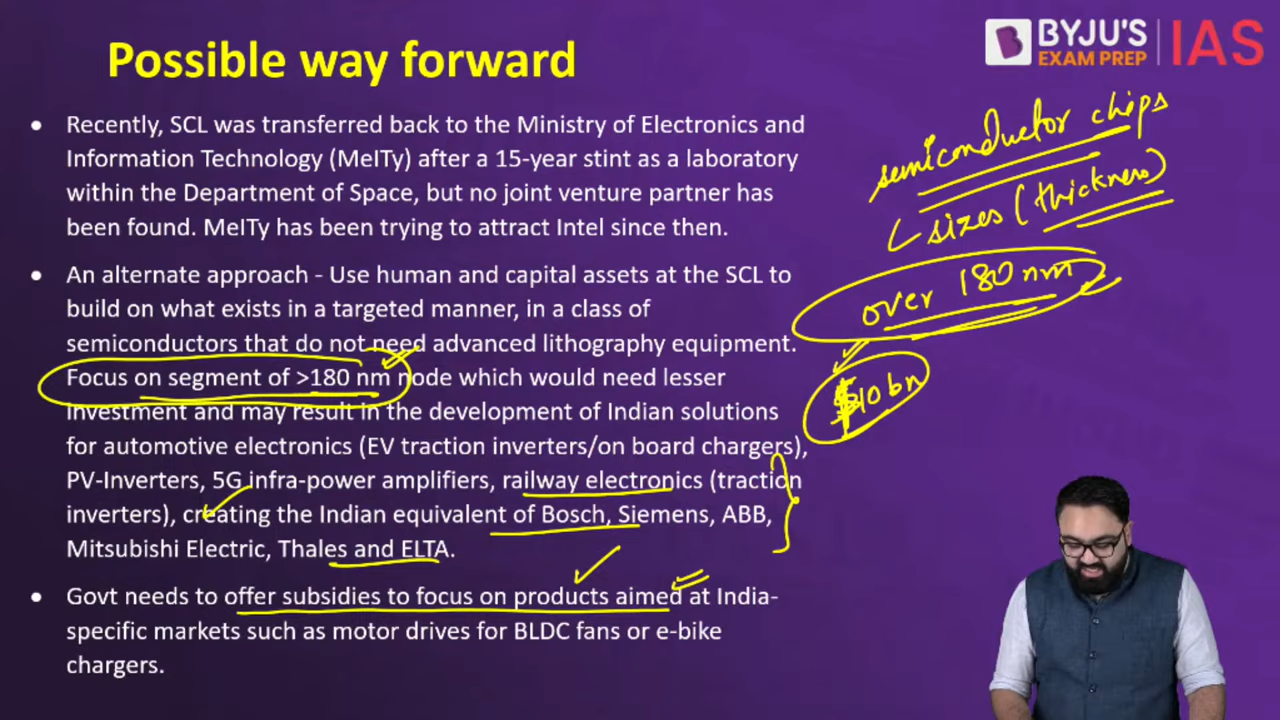 Possible way forward
BYJU'S
EXAM PREP
IAS
• Recently, SCL was transferred back to the Ministry of Electronics and
Information Technology (MeITy) after a 15-year stint as a laboratory
within the Department of Space, but no joint venture partner has
been found. MeITy has been trying to attract Intel since then.
• An alternate approach - Use human and capital assets at the SCL to
build on what exists in a targeted manner, in a class of
semiconductors that do not need advanced lithography equipment.
Focus on segment of >180 nm node which would need lesser
investment and may result in the development of Indian solutions
for automotive electronics (EV traction inverters/on board chargers),
PV-Inverters, 5G infra-power amplifiers, railway electronics (traction
inverters), creating the Indian equivalent of Bosch, Siemens, ABB,
Mitsubishi Electric, Thales and ELTA.
• Govt needs to offer subsidies to focus on products aimed at India-
specific markets such as motor drives for BLDC fans or e-bike
chargers.
semiconductor chips
sizes (thickness)
over 180 nm
$10 bn